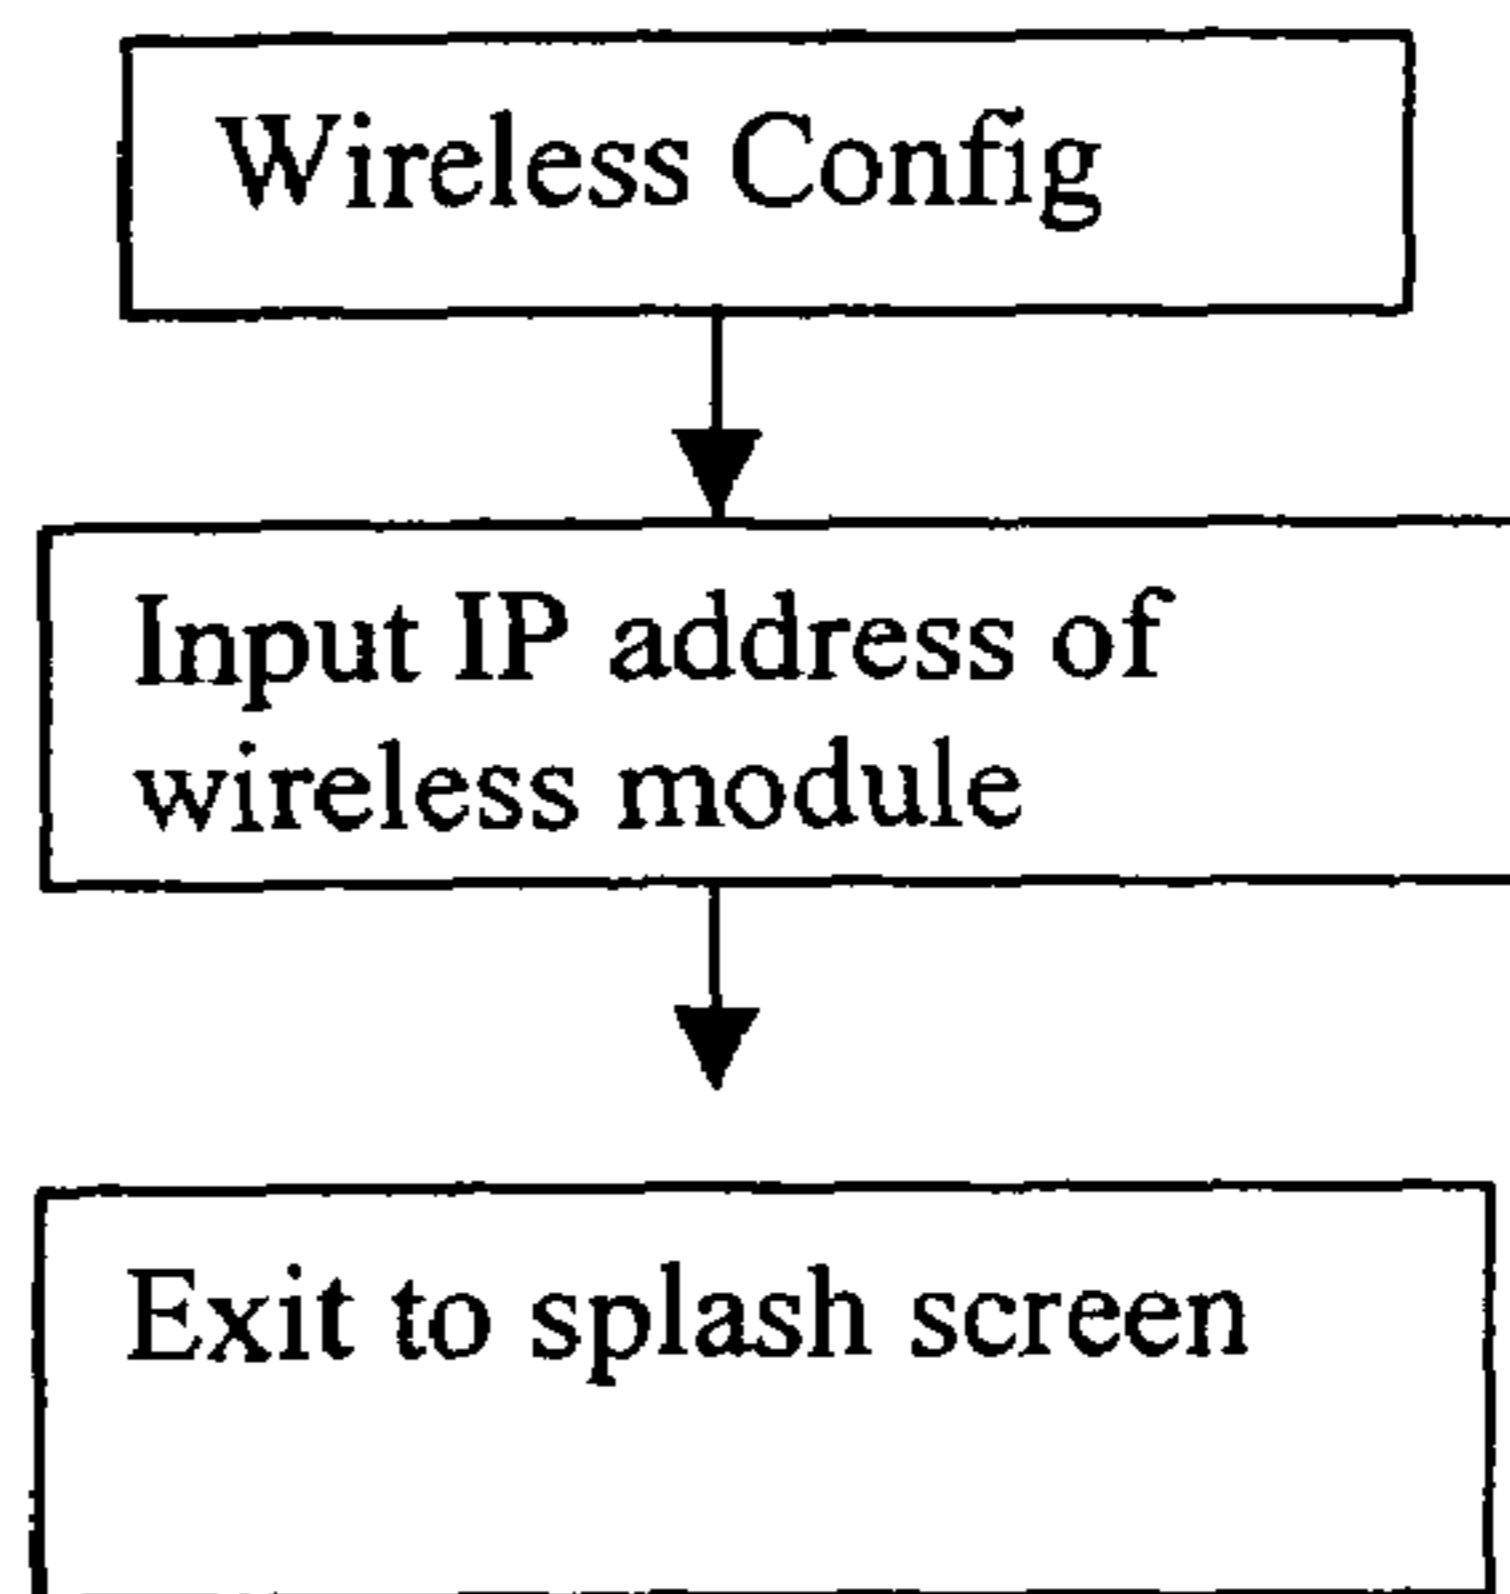 Wireless Config
Input IP address of
wireless module
Exit to splash screen